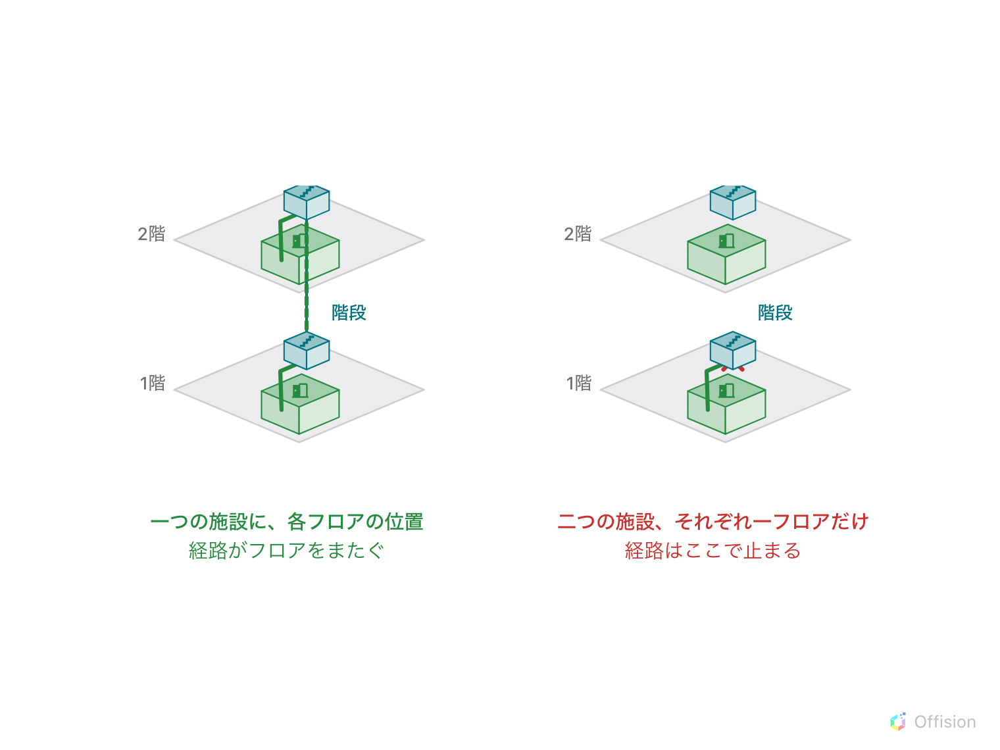 2階
階段
1階
一つの施設に、各フロアの位置
経路がフロアをまたぐ
2階
階段
1階
二つの施設、それぞれ一フロアだけ
経路はここで止まる
Offision